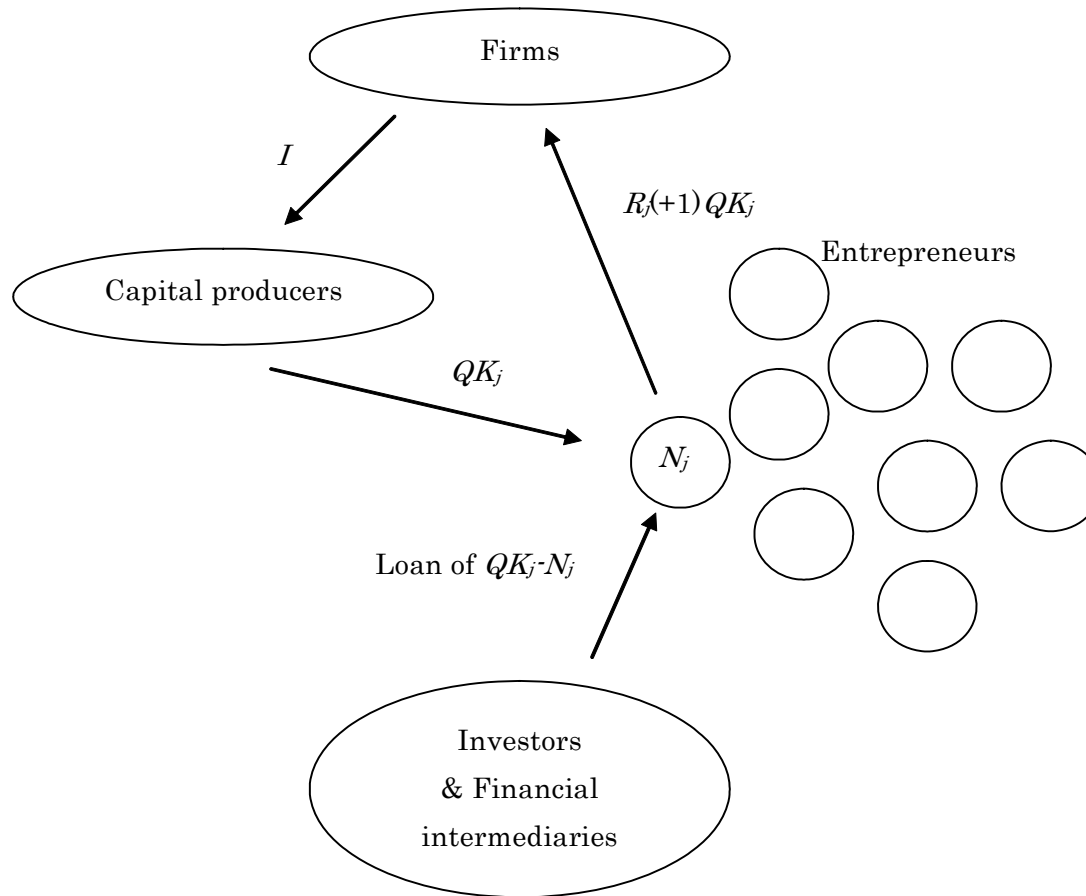 Firms
I
Rj(+1)QKj
Entrepreneurs
Capital producers
QKj
Nj
Loan of QKj-Nj
Investors
& Financial
intermediaries